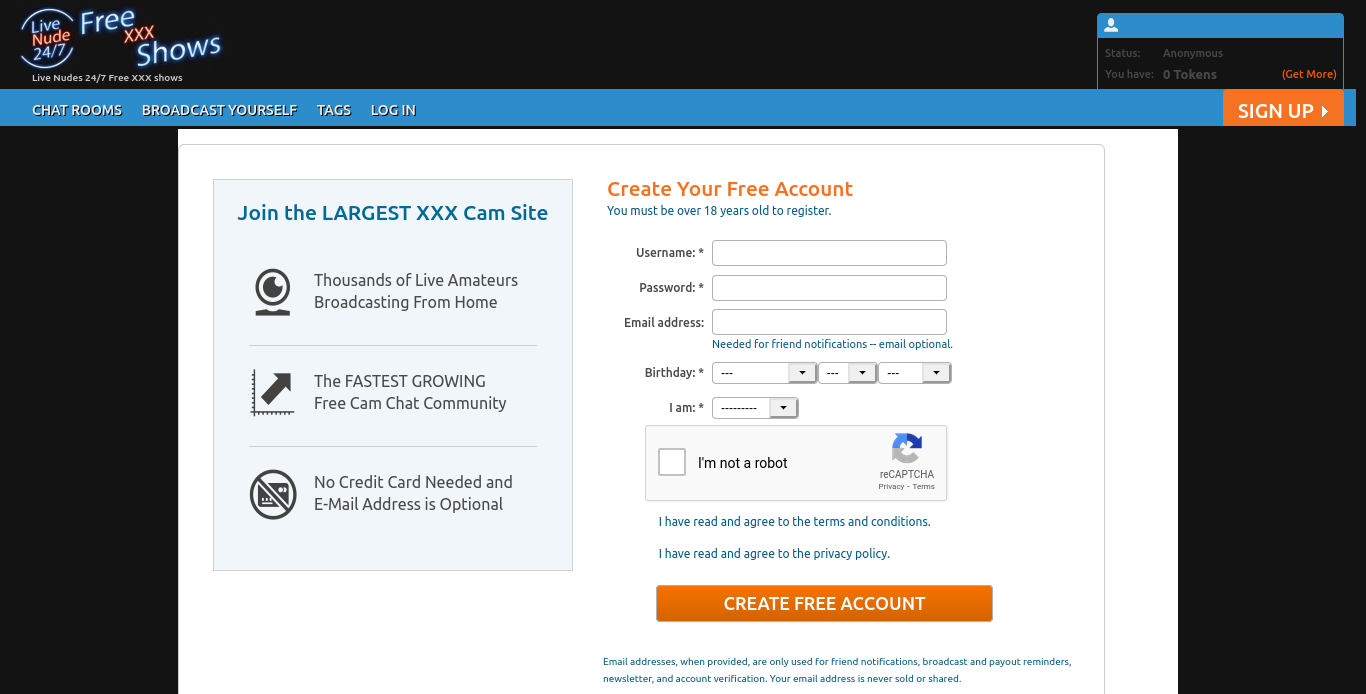 Live Nude 24/7
Free XXX Shows
Live Nudes 24/7 Free XXX shows
Status: Anonymous
You have: 0 Tokens (Get More)
CHAT ROOMS BROADCAST YOURSELF TAGS LOG IN
SIGN UP
Join the LARGEST XXX Cam Site
Thousands of Live Amateurs
Broadcasting From Home
The FASTEST GROWING
Free Cam Chat Community
No Credit Card Needed and
E-Mail Address is Optional
Create Your Free Account
You must be over 18 years old to register.
Username: *
Password: *
Email address:
Needed for friend notifications -- email optional.
Birthday: * --- --- ---
I am: * ---------
I'm not a robot
reCAPTCHA
Privacy - Terms
I have read and agree to the terms and conditions.
I have read and agree to the privacy policy.
CREATE FREE ACCOUNT
Email addresses, when provided, are only used for friend notifications, broadcast and payout reminders,
newsletter, and account verification. Your email address is never sold or shared.